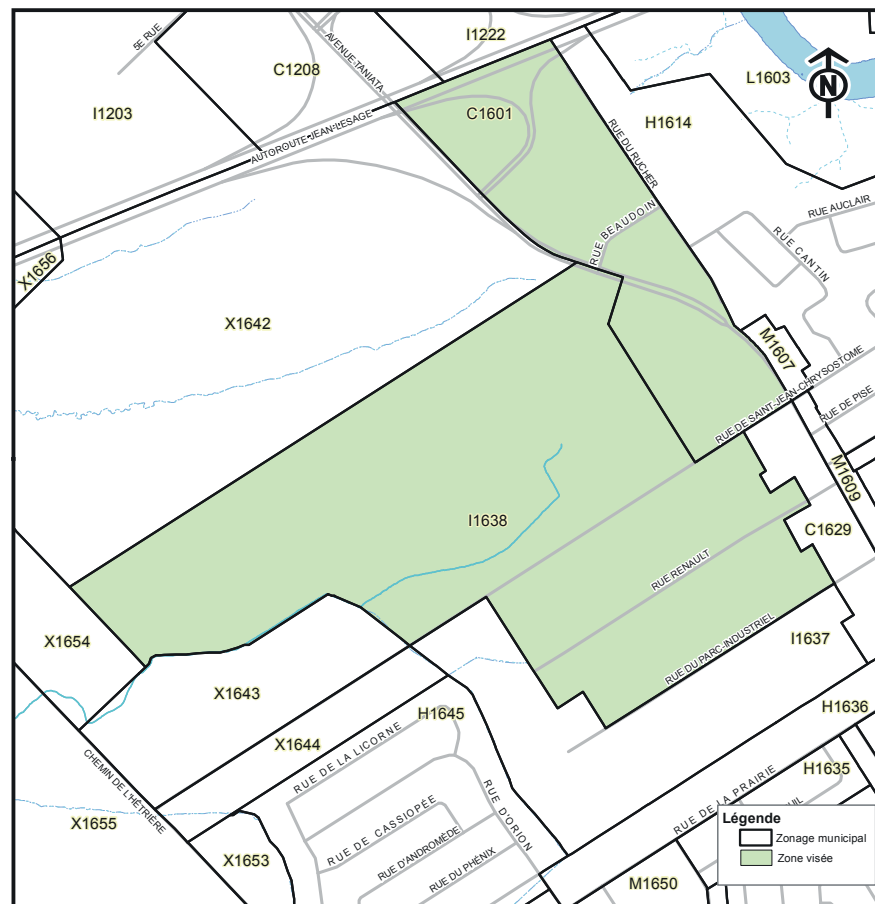 5E RUE
AVENUE TANIATA
I1222
C1208
L1603
N
I1203
C1601
H1614
AUTOROUTE-JEAN-LESAGE
RUE DU RUCHER
RUE AUCLAIR
RUE BEAUDOIN
RUE CANTIN
X1656
X1642
M1607
RUE DE SAINT-JEAN-CHRYSOSTOME
RUE DE PISE
M1609
I1638
C1629
RUE RENAULT
X1654
RUE DU PARC-INDUSTRIEL
I1637
X1643
H1645
H1636
X1644
RUE DE LA LICORNE
CHEMIN DE L'HÊTRIÈRE
RUE D'ORION
RUE DE LA PRAIRIE
H1635
X1655
RUE DE CASSIOPÉE
X1653
RUE D'ANDROMÈDE
RUE DU PHÉNIX
M1650
Légende
Zonage municipal
Zone visée